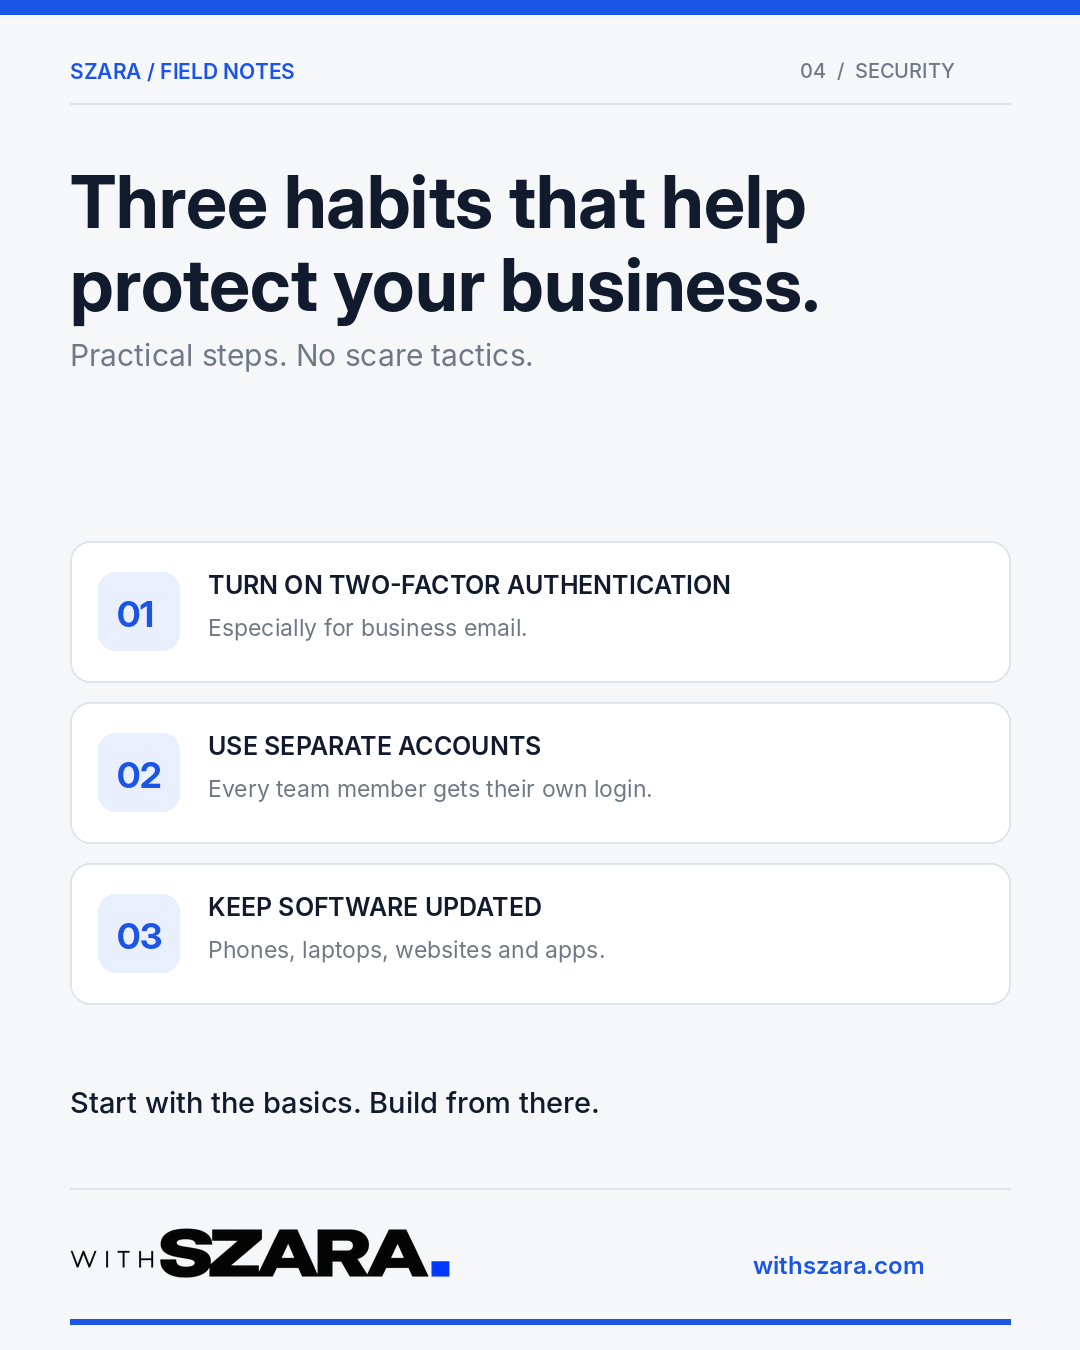 SZARA / FIELD NOTES
04 / SECURITY
Three habits that help
protect your business.
Practical steps. No scare tactics.
01
TURN ON TWO-FACTOR AUTHENTICATION
Especially for business email.
02
USE SEPARATE ACCOUNTS
Every team member gets their own login.
03
KEEP SOFTWARE UPDATED
Phones, laptops, websites and apps.
Start with the basics. Build from there.
WITH SZARA.
withszara.com